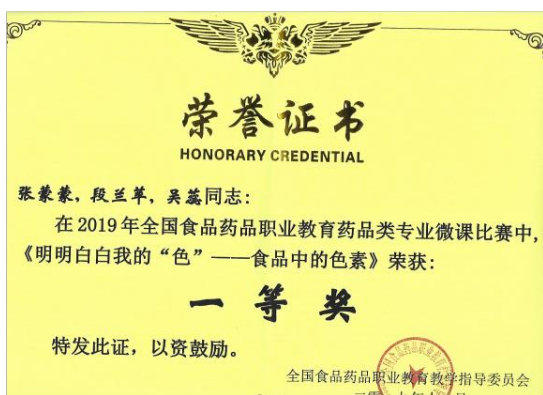 荣誉证书
HONORARY CREDENTIAL
张蒙蒙，段兰苹，吴蕊同志：
在2019年全国食品药品职业教育药品类专业微课比赛中，
《明明白白我的“色”——食品中的色素》荣获：
一等奖
特发此证，以资鼓励。
全国食品药品职业教育教学指导委员会